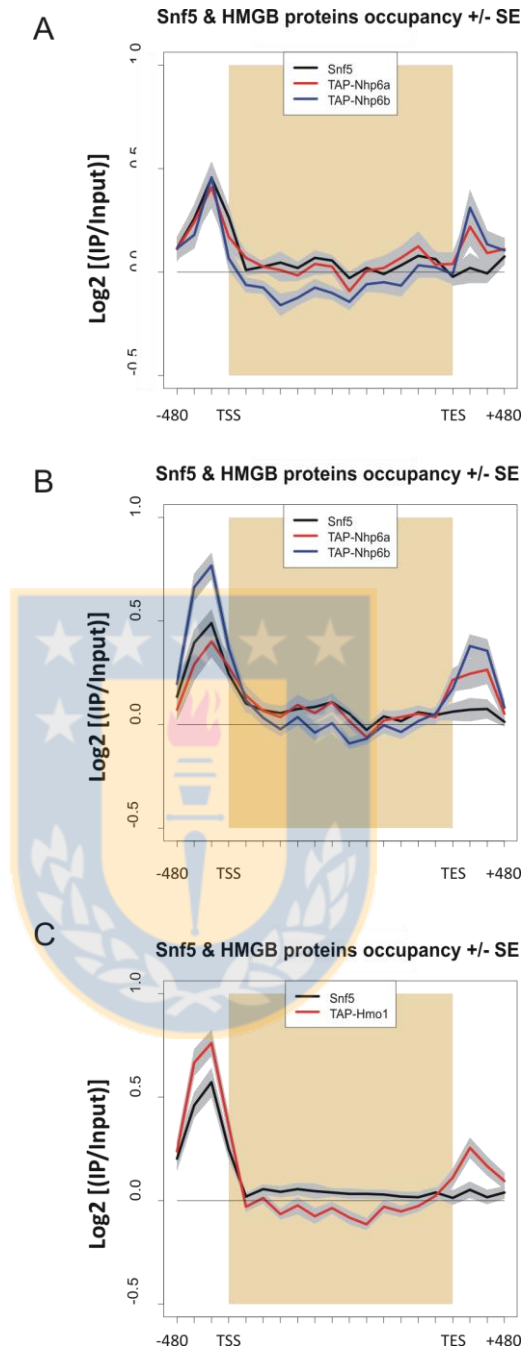 A
Snf5 & HMGB proteins occupancy +/- SE
Snf5
TAP-Nhp6a
TAP-Nhp6b
Log2 [(IP/Input)]
1.0
0.5
0.0
-0.5
-480 TSS TES +480
B
Snf5 & HMGB proteins occupancy +/- SE
Snf5
TAP-Nhp6a
TAP-Nhp6b
Log2 [(IP/Input)]
1.0
0.5
0.0
-0.5
-480 TSS TES +480
C
Snf5 & HMGB proteins occupancy +/- SE
Snf5
TAP-Hmo1
Log2 [(IP/Input)]
1.0
0.5
0.0
-0.5
-480 TSS TES +480